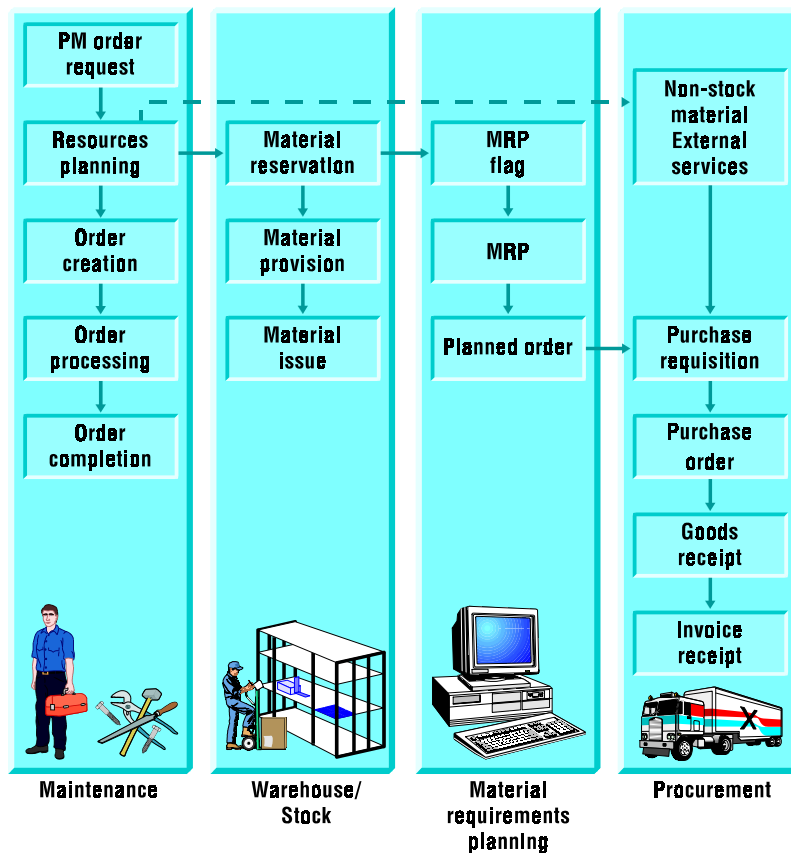 PM order
request
Resources
planning
Order
creation
Order
processing
Order
completion
Maintenance
Material
reservation
Material
provision
Material
issue
Warehouse/
Stock
MRP
flag
MRP
Planned order
Material
requirements
planning
Non-stock
material
External
services
Purchase
requisition
Purchase
order
Goods
receipt
Invoice
receipt
X
Procurement